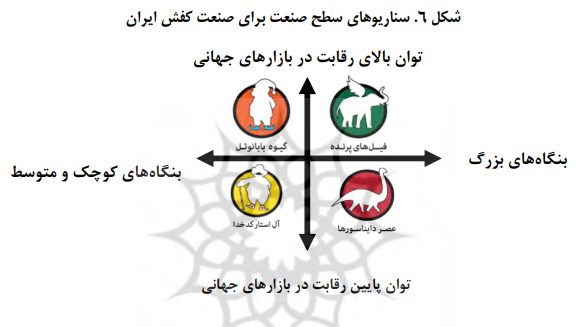 شکل ۶. سناریوهای سطح صنعت برای صنعت کفش ایران
توان بالای رقابت در بازارهای جهانی
فیل‌های پرنده
گیوه بابانوئل
بنگاه‌های بزرگ
بنگاه‌های کوچک و متوسط
عصر دایناسورها
آل استار کدخدا
توان پایین رقابت در بازارهای جهانی